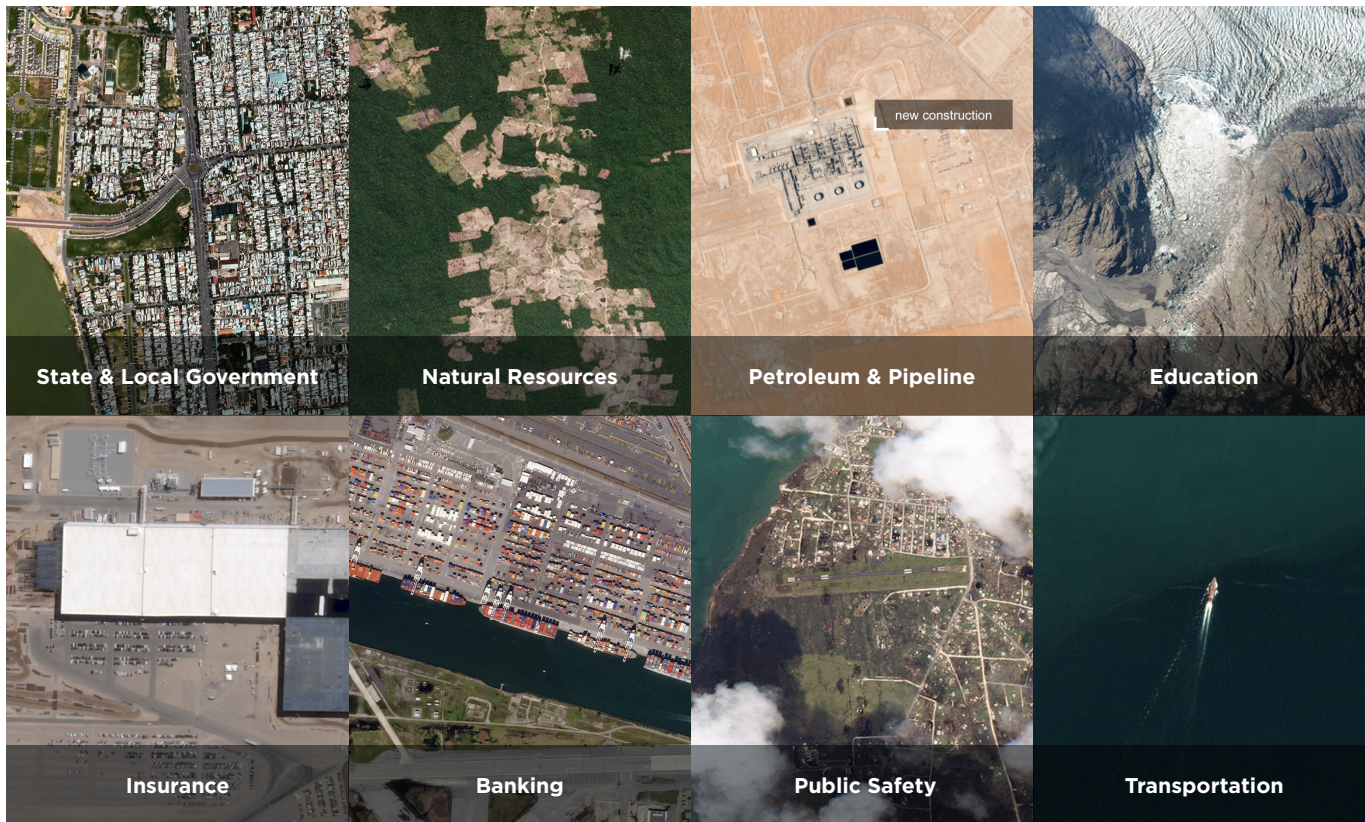 new construction
State & Local Government
Natural Resources
Petroleum & Pipeline
Education
Insurance
Banking
Public Safety
Transportation